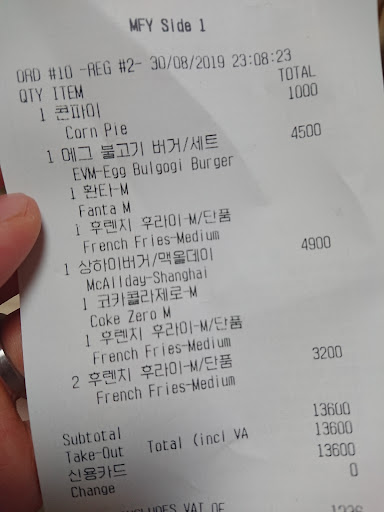 MFY Side 1
ORD #10 -REG #2- 30/08/2019 23:08:23
QTY ITEM TOTAL
1 콘파이 1000
Corn Pie
1 에그 불고기 버거/세트 4500
EVM-Egg Bulgogi Burger
1 환타-M
Fanta M
1 후렌치 후라이-M/단품
French Fries-Medium
1 상하이버거/맥올데이 4900
McAllday-Shanghai
1 코카콜라제로-M
Coke Zero M
1 후렌치 후라이-M/단품
French Fries-Medium
2 후렌치 후라이-M/단품 3200
French Fries-Medium
Subtotal 13600
Take-Out Total (incl VA 13600
신용카드 13600
Change 0
INCLUDES VAT OF